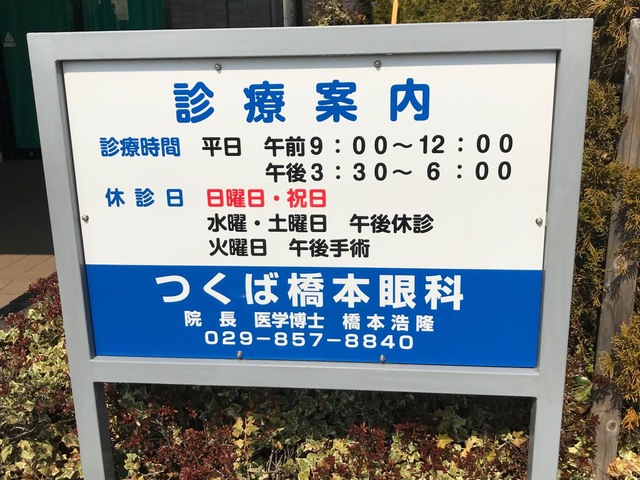 診療案内
診療時間 平日 午前9：00～12：00
午後3：30～ 6：00
休診日 日曜日・祝日
水曜・土曜日 午後休診
火曜日 午後手術
つくば橋本眼科
院長 医学博士 橋本浩隆
029-857-8840